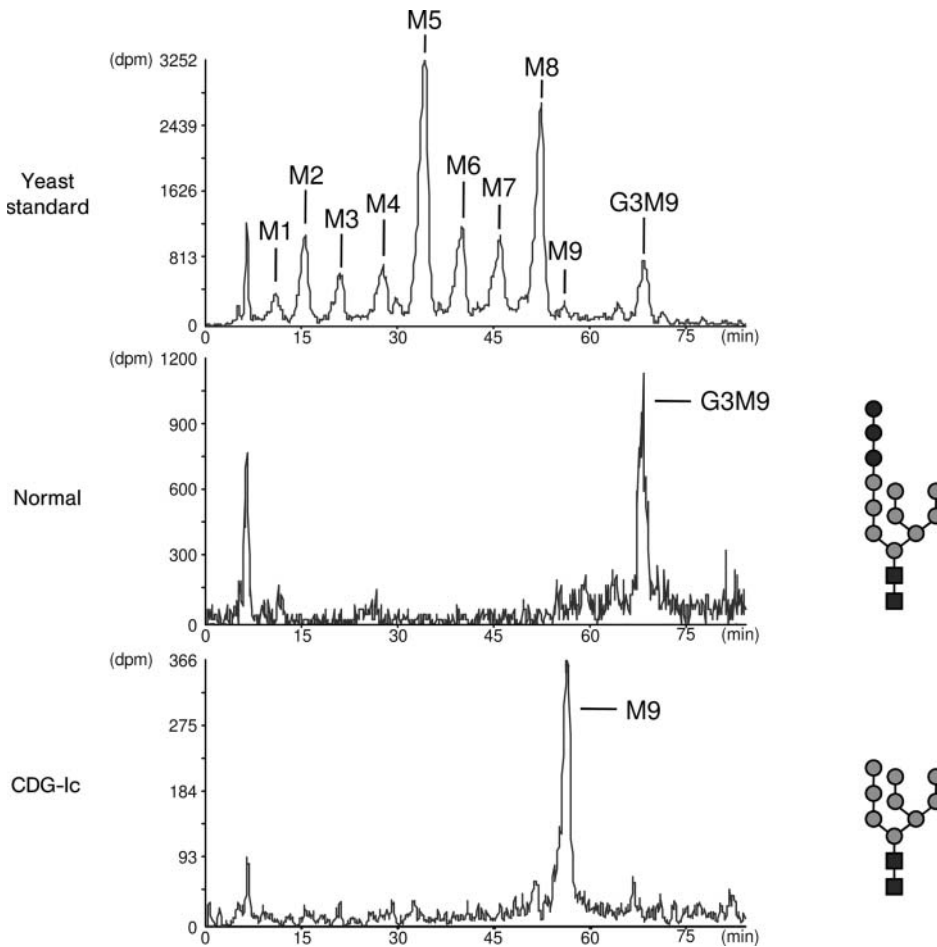 M5
(dpm)
3252
M8
2439
Yeast
standard
M2
M6
M7
1626
M1
M3
M4
G3M9
813
M9
0
0 15 30 45 60 75 (min)
(dpm)
1200
G3M9
900
Normal
600
300
0
0 15 30 45 60 75 (min)
(dpm)
366
M9
275
CDG-Ic
184
93
0
0 15 30 45 60 75 (min)